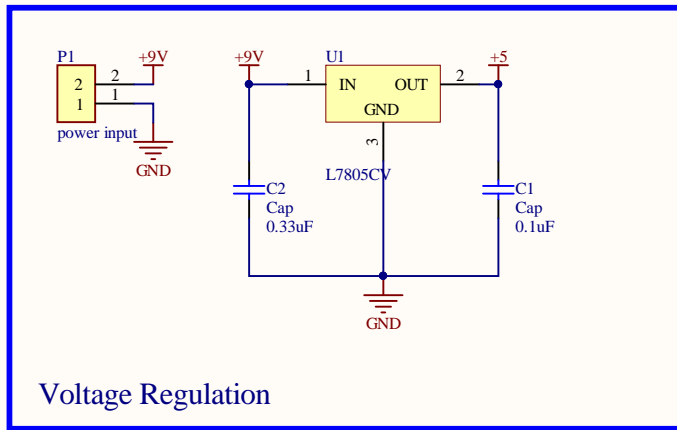 P1
+9V
2
2
1
1
power input
GND
+9V
U1
+5
1
IN
OUT
2
GND
3
L7805CV
C2
Cap
0.33uF
C1
Cap
0.1uF
GND
Voltage Regulation